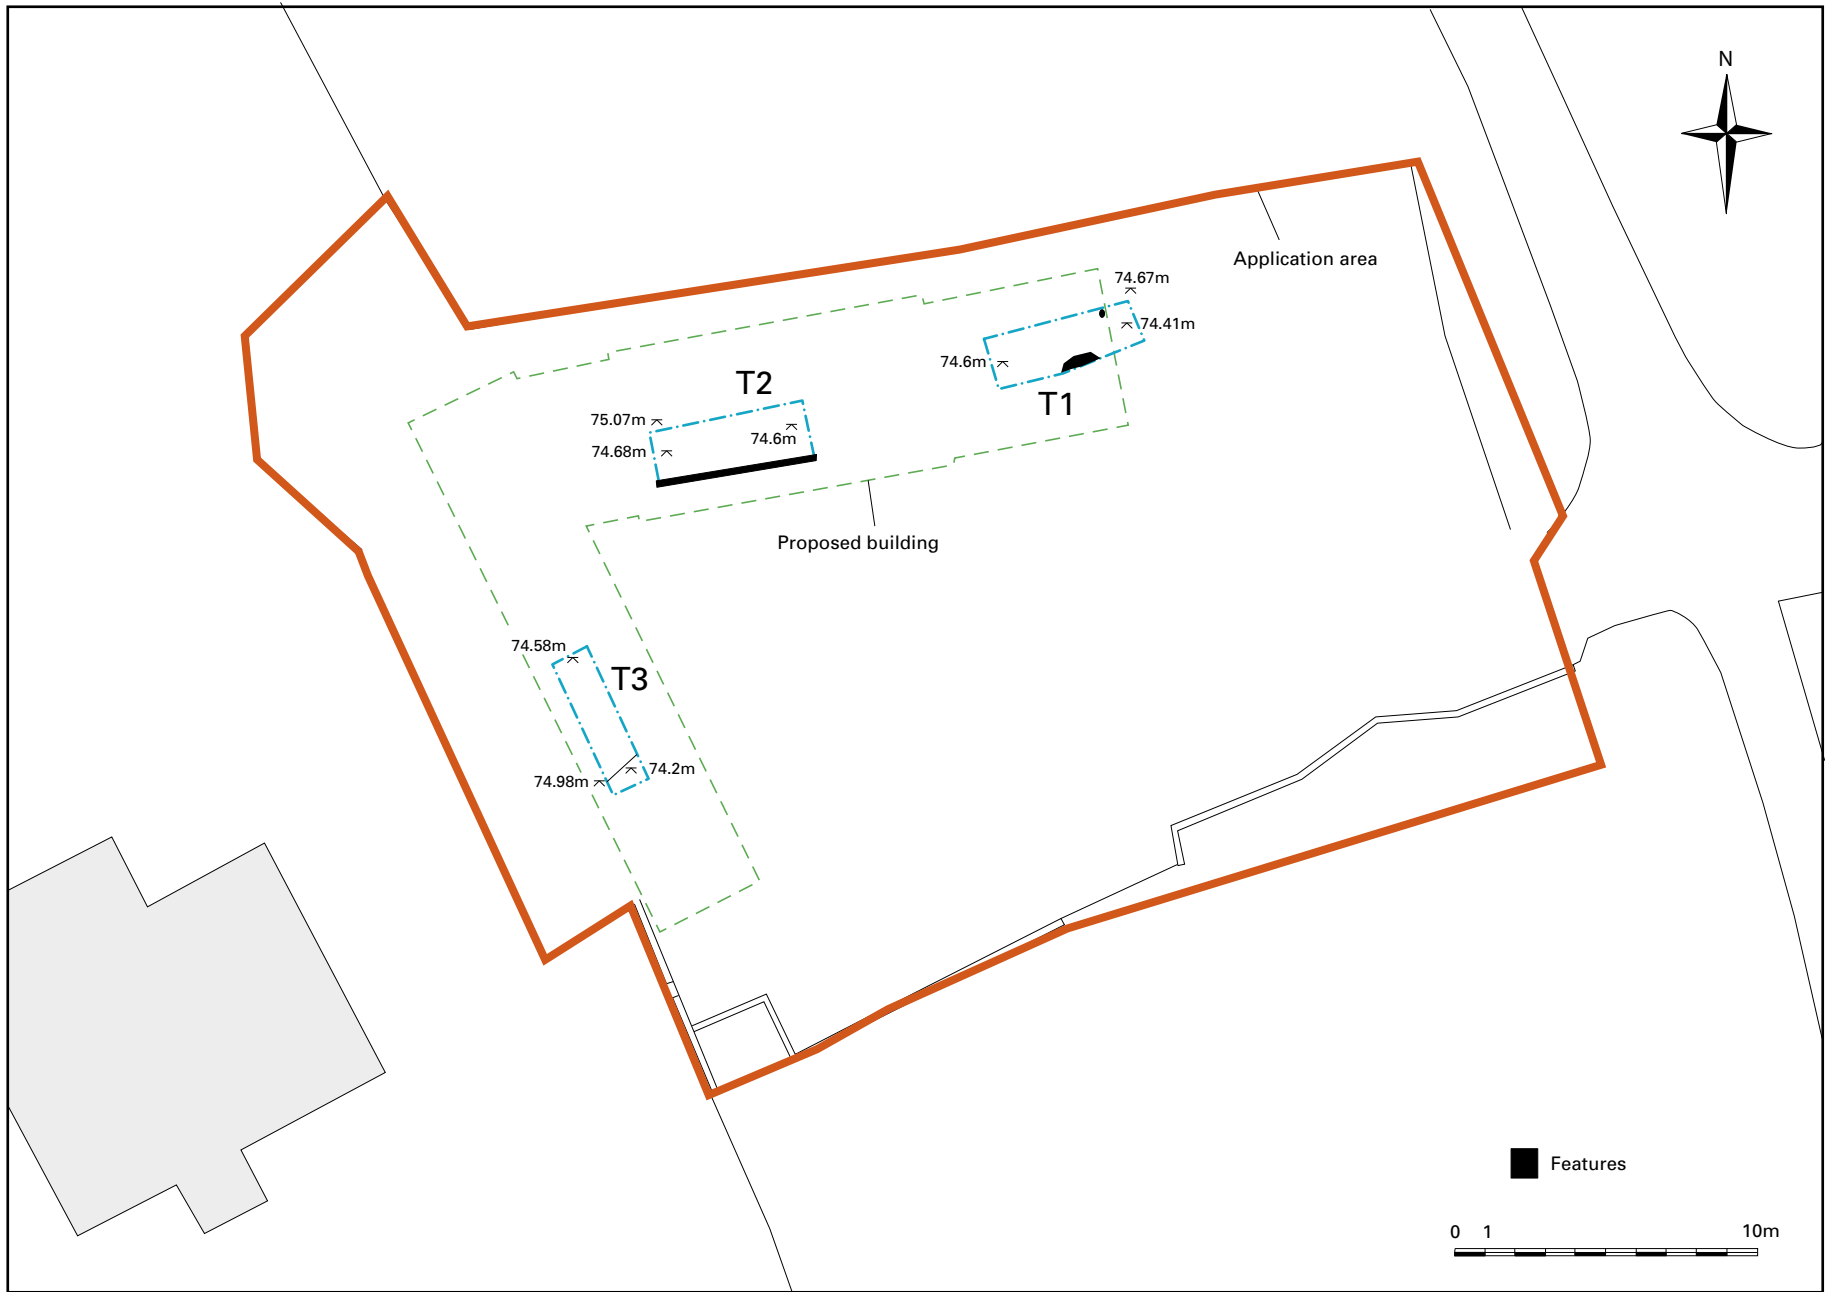 N
Application area
74.67m
74.41m
74.6m
T1
T2
75.07m
74.6m
74.68m
Proposed building
74.58m
T3
74.2m
74.98m
Features
0 1 10m